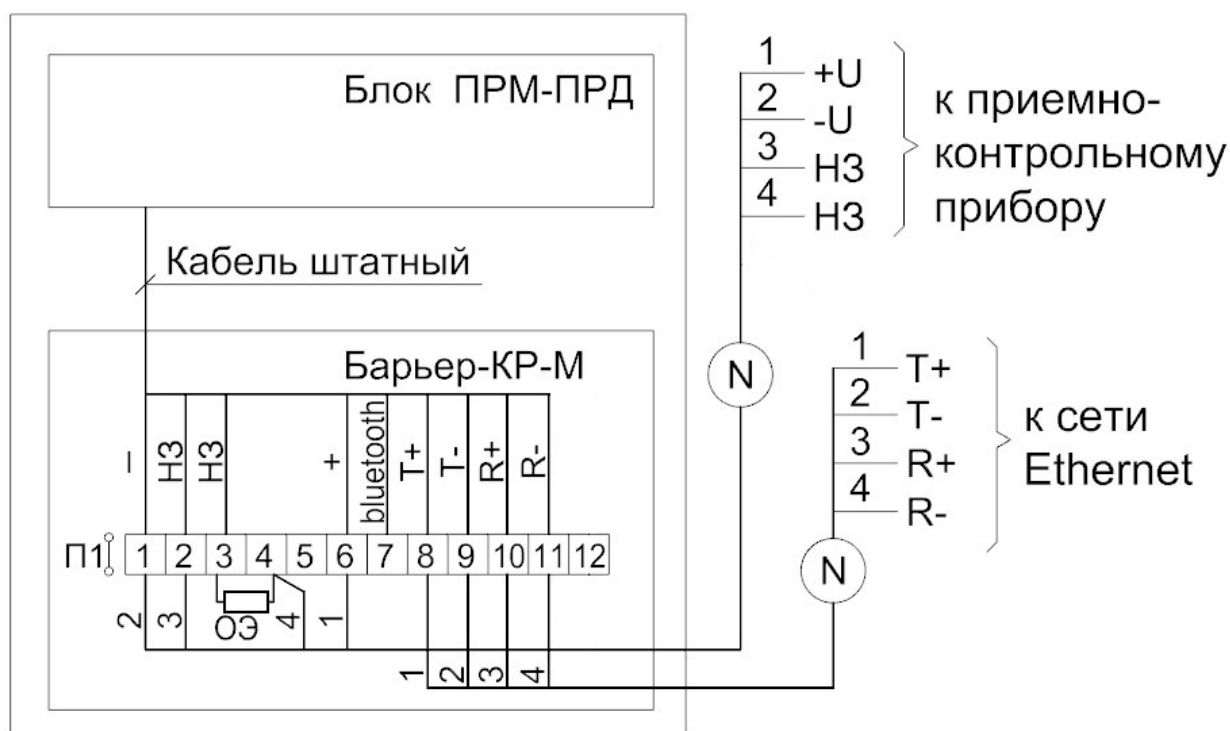 Блок ПРМ-ПРД
Кабель штатный
Барьер-КР-М
–
НЗ
НЗ
+
bluetooth
T+
T-
R+
R-
П1
1 2 3 4 5 6 7 8 9 10 11 12
2
3
ОЭ
4
1
1
2
3
4
1 +U
2 -U
3 НЗ
4 НЗ
к приемно-
контрольному
прибору
N
1 T+
2 T-
3 R+
4 R-
к сети
Ethernet
N